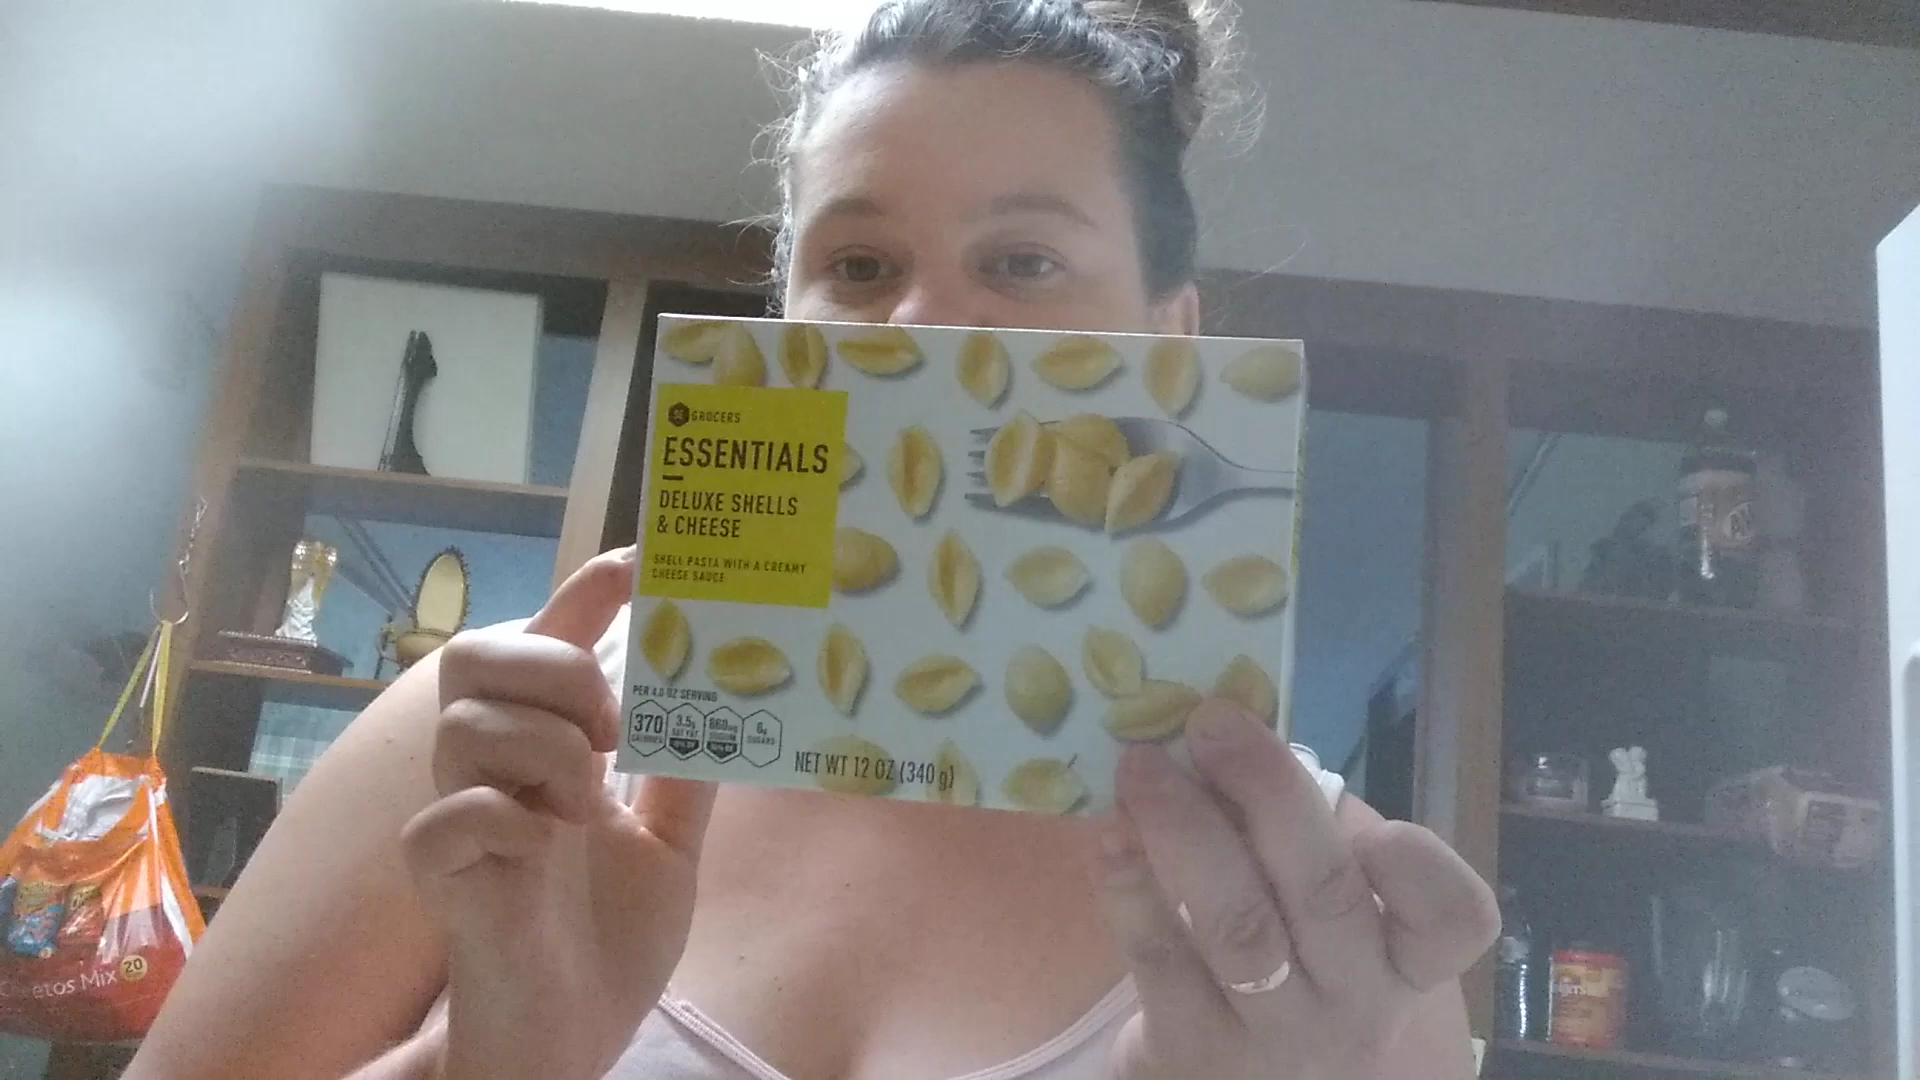 SE GROCERS
ESSENTIALS
DELUXE SHELLS
& CHEESE
SHELL PASTA WITH A CREAMY
CHEESE SAUCE
PER 4.0 OZ SERVING
370
CALORIES
3.5g
SAT FAT
860mg
SODIUM
6g
SUGARS
NET WT 12 OZ (340 g)
Cheetos Mix 20